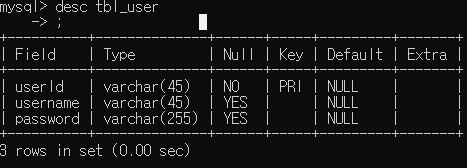 mysql> desc tbl_user
    -> ;
+----------+--------------+------+-----+---------+-------+
| Field    | Type         | Null | Key | Default | Extra |
+----------+--------------+------+-----+---------+-------+
| userId   | varchar(45)  | NO   | PRI | NULL    |       |
| username | varchar(45)  | YES  |     | NULL    |       |
| password | varchar(255) | YES  |     | NULL    |       |
+----------+--------------+------+-----+---------+-------+
3 rows in set (0.00 sec)